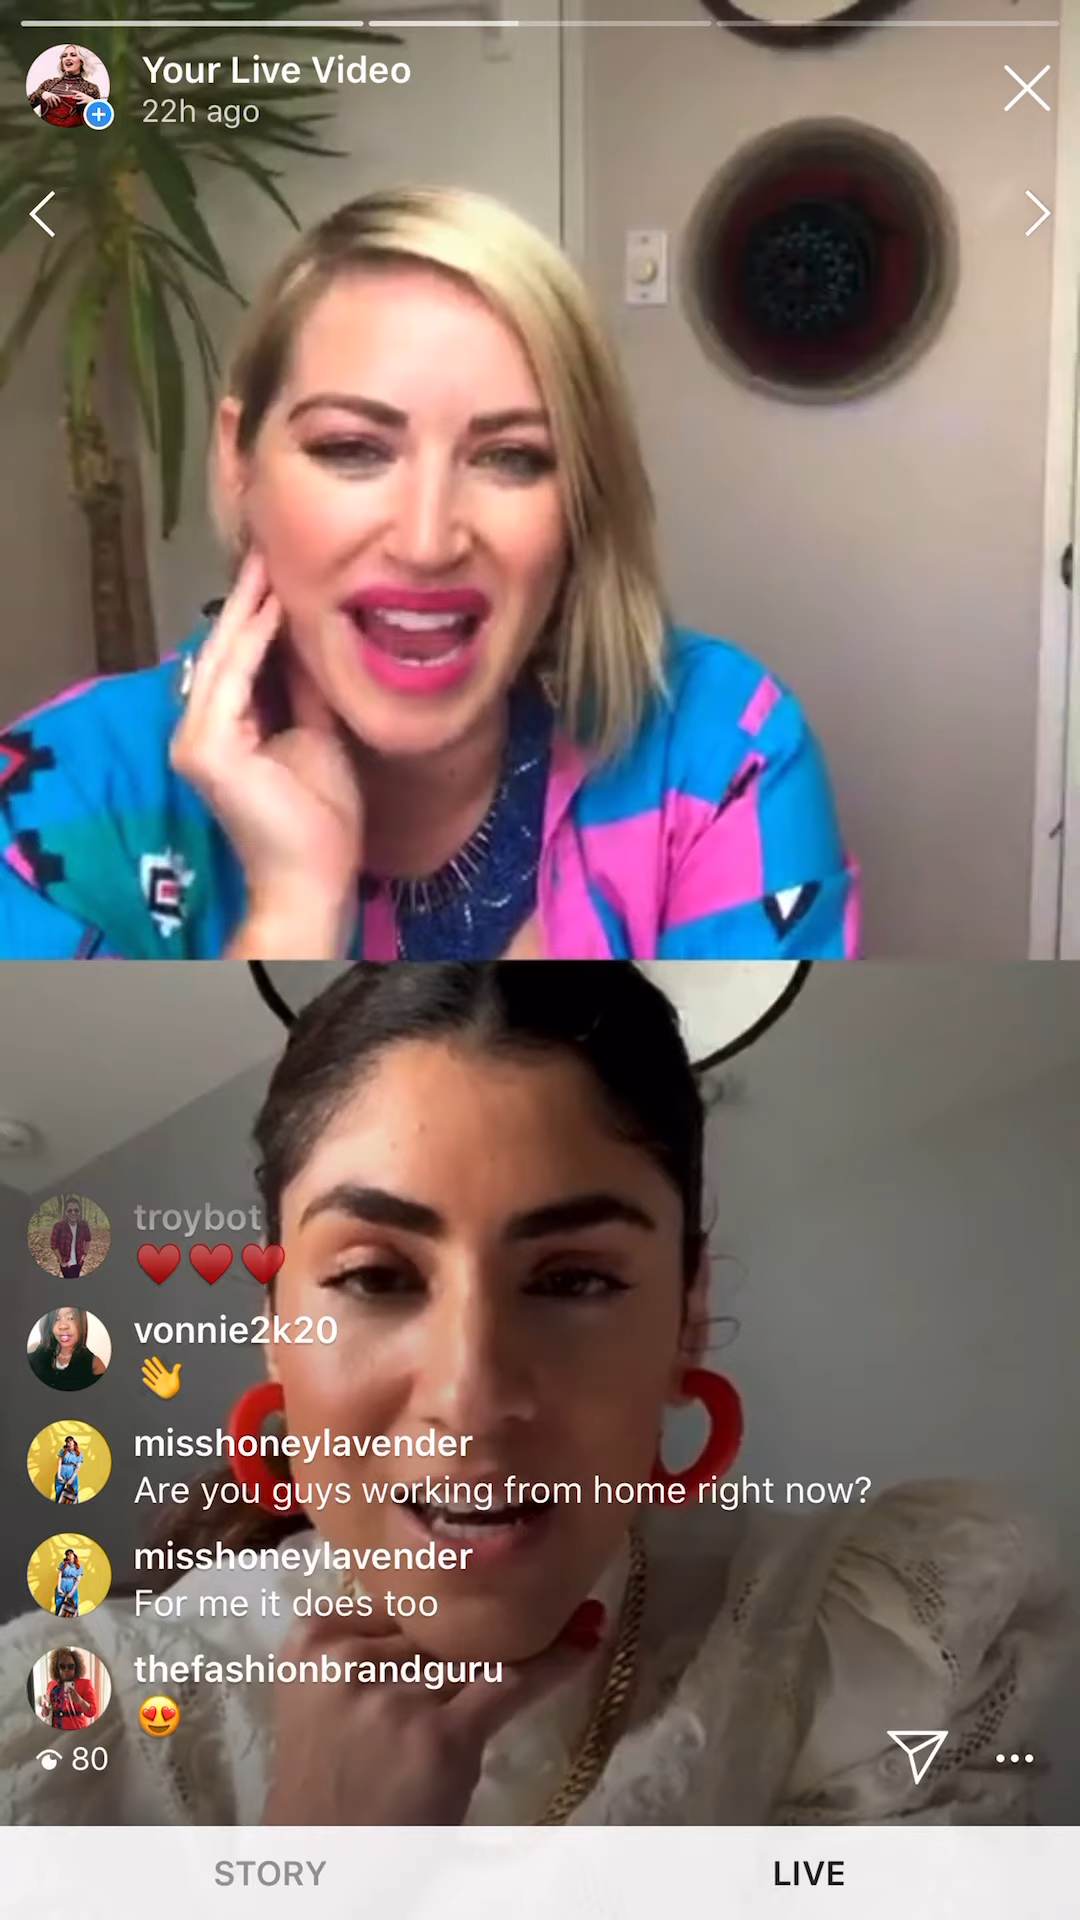 Your Live Video
22h ago
troybot
❤️❤️❤️
vonnie2k20
👋
misshoneylavender
Are you guys working from home right now?
misshoneylavender
For me it does too
thefashionbrandguru
😍
80
STORY
LIVE